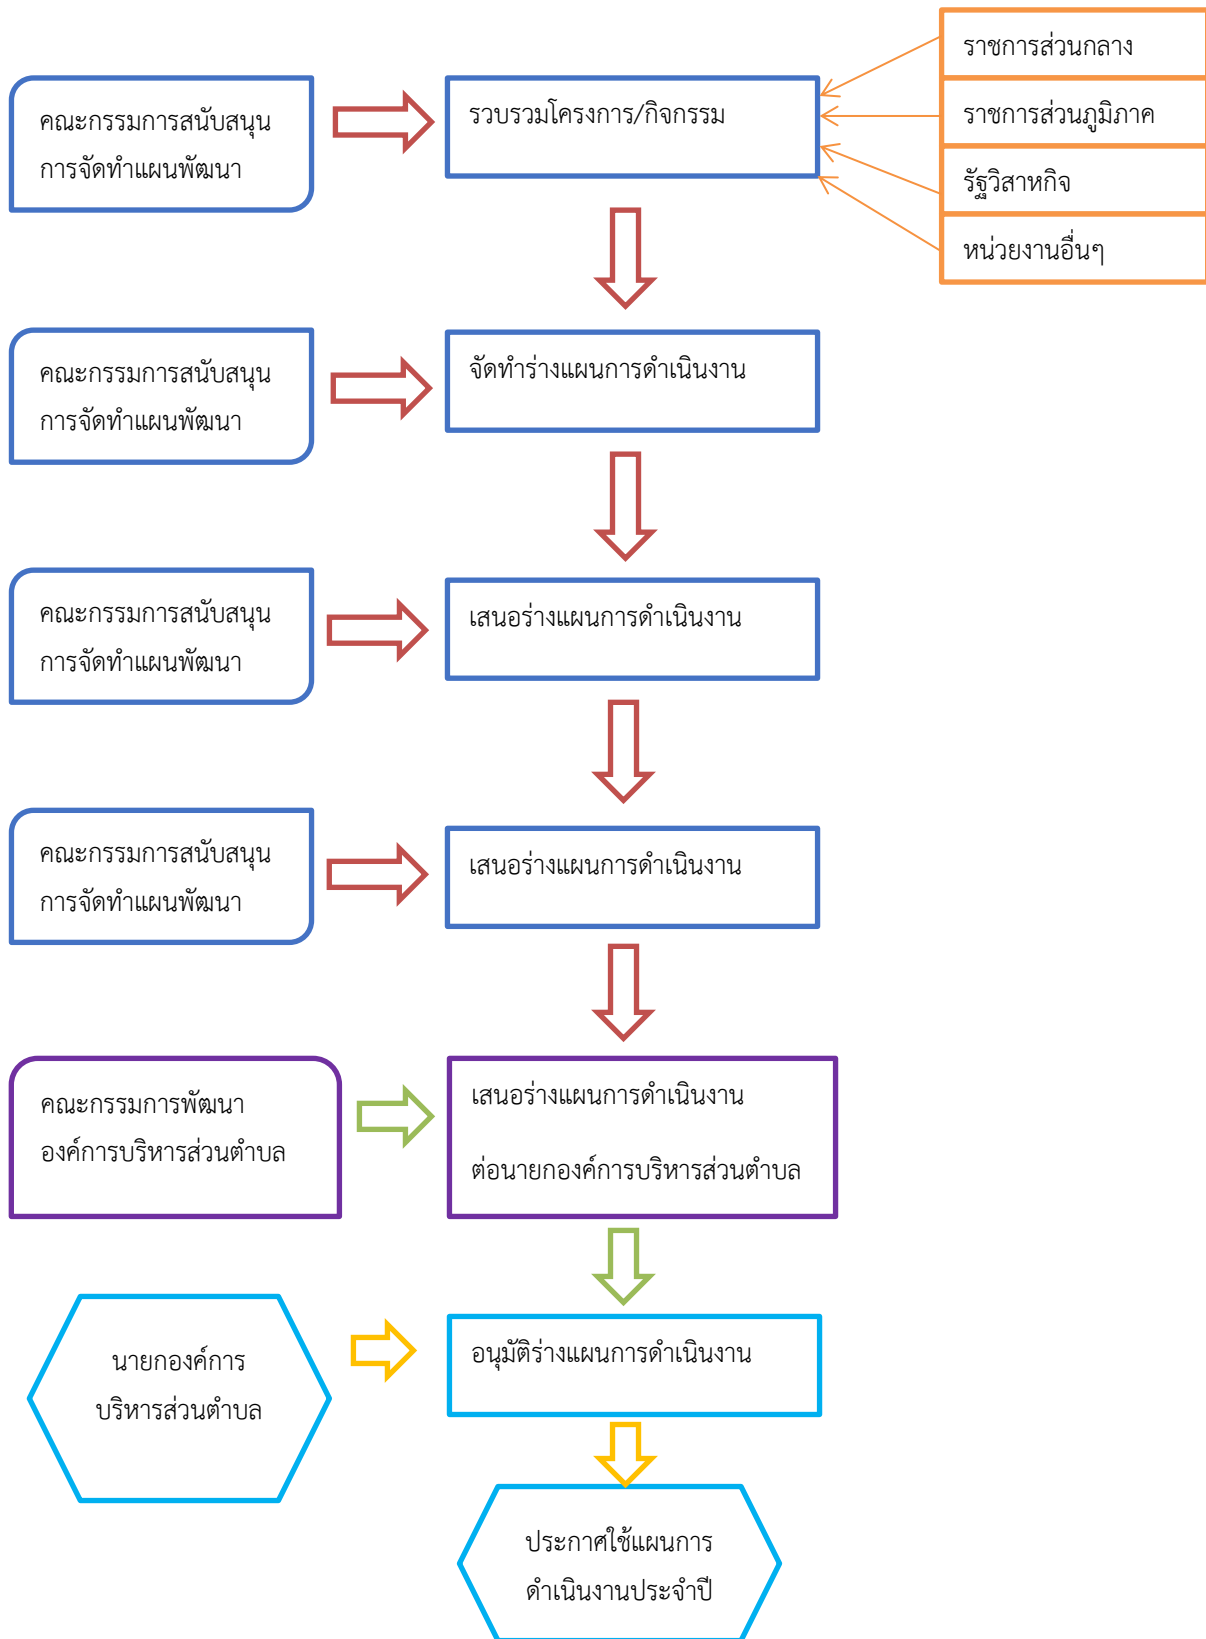 ราชการส่วนกลาง
ราชการส่วนภูมิภาค
รัฐวิสาหกิจ
หน่วยงานอื่นๆ
คณะกรรมการสนับสนุน
การจัดทำแผนพัฒนา
รวบรวมโครงการ/กิจกรรม
คณะกรรมการสนับสนุน
การจัดทำแผนพัฒนา
จัดทำร่างแผนการดำเนินงาน
คณะกรรมการสนับสนุน
การจัดทำแผนพัฒนา
เสนอร่างแผนการดำเนินงาน
คณะกรรมการสนับสนุน
การจัดทำแผนพัฒนา
เสนอร่างแผนการดำเนินงาน
คณะกรรมการพัฒนา
องค์การบริหารส่วนตำบล
เสนอร่างแผนการดำเนินงาน
ต่อนายกองค์การบริหารส่วนตำบล
นายกองค์การ
บริหารส่วนตำบล
อนุมัติร่างแผนการดำเนินงาน
ประกาศใช้แผนการ
ดำเนินงานประจำปี